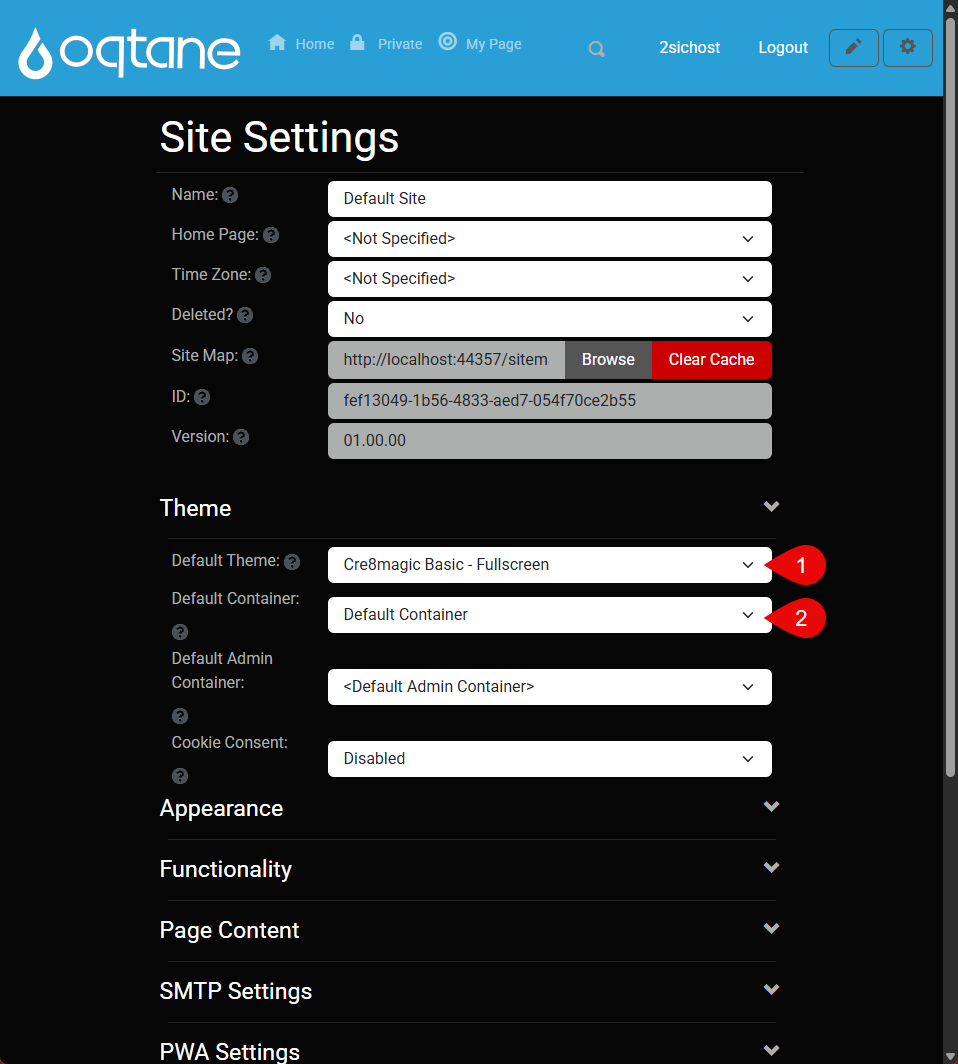 oqtane Home Private My Page 2sichost Logout
Site Settings
Name: Default Site
Home Page: <Not Specified>
Time Zone: <Not Specified>
Deleted? No
Site Map: http://localhost:44357/sitem Browse Clear Cache
ID: fef13049-1b56-4833-aed7-054f70ce2b55
Version: 01.00.00
Theme
Default Theme: Cre8magic Basic - Fullscreen 1
Default Container: Default Container 2
Default Admin
Container: <Default Admin Container>
Cookie Consent: Disabled
Appearance
Functionality
Page Content
SMTP Settings
PWA Settings